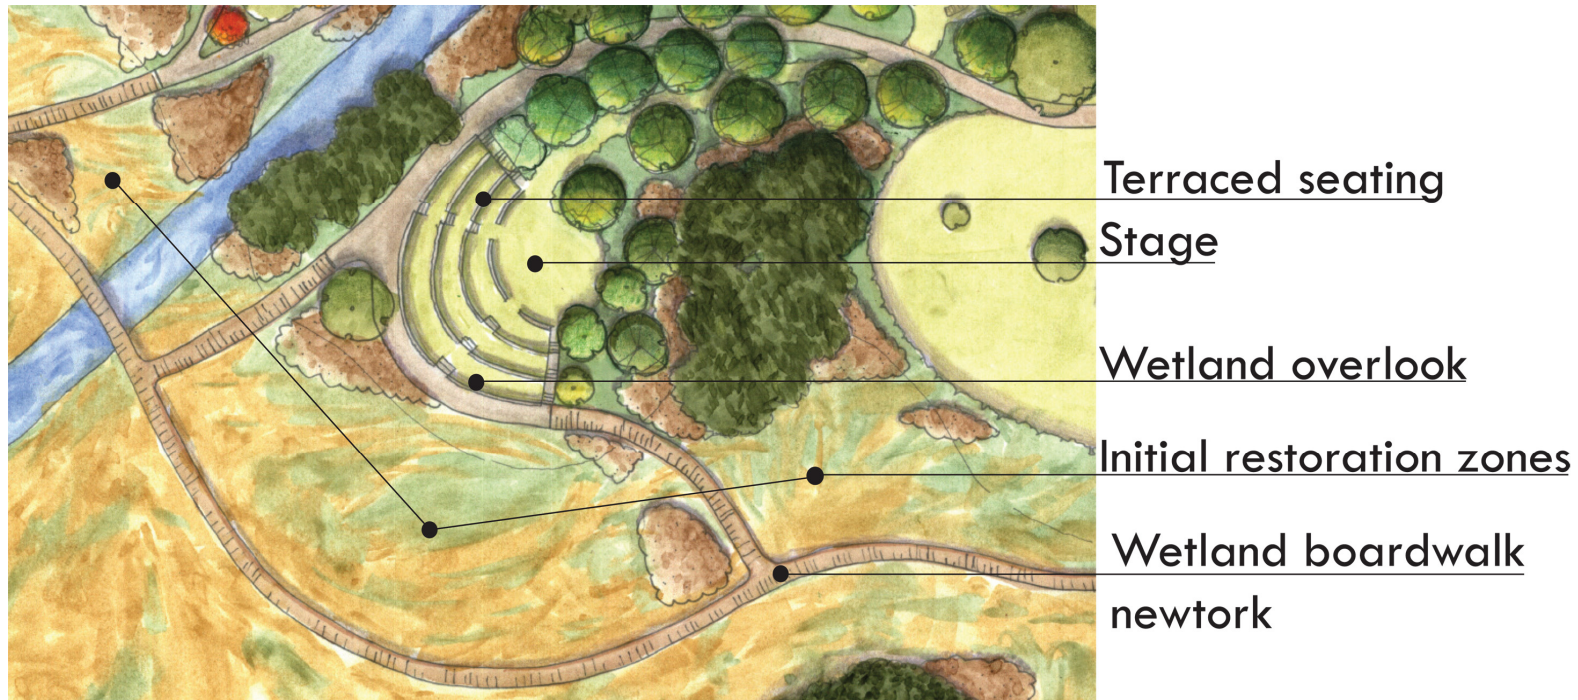 Terraced seating
Stage
Wetland overlook
Initial restoration zones
Wetland boardwalk
newtork